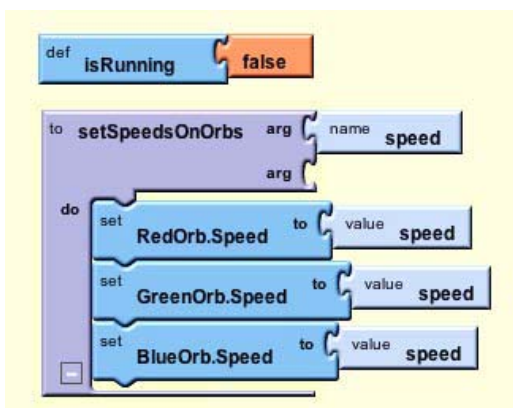 def isRunning false
to setSpeedsOnOrbs arg name speed
arg
do set RedOrb.Speed to value speed
set GreenOrb.Speed to value speed
set BlueOrb.Speed to value speed